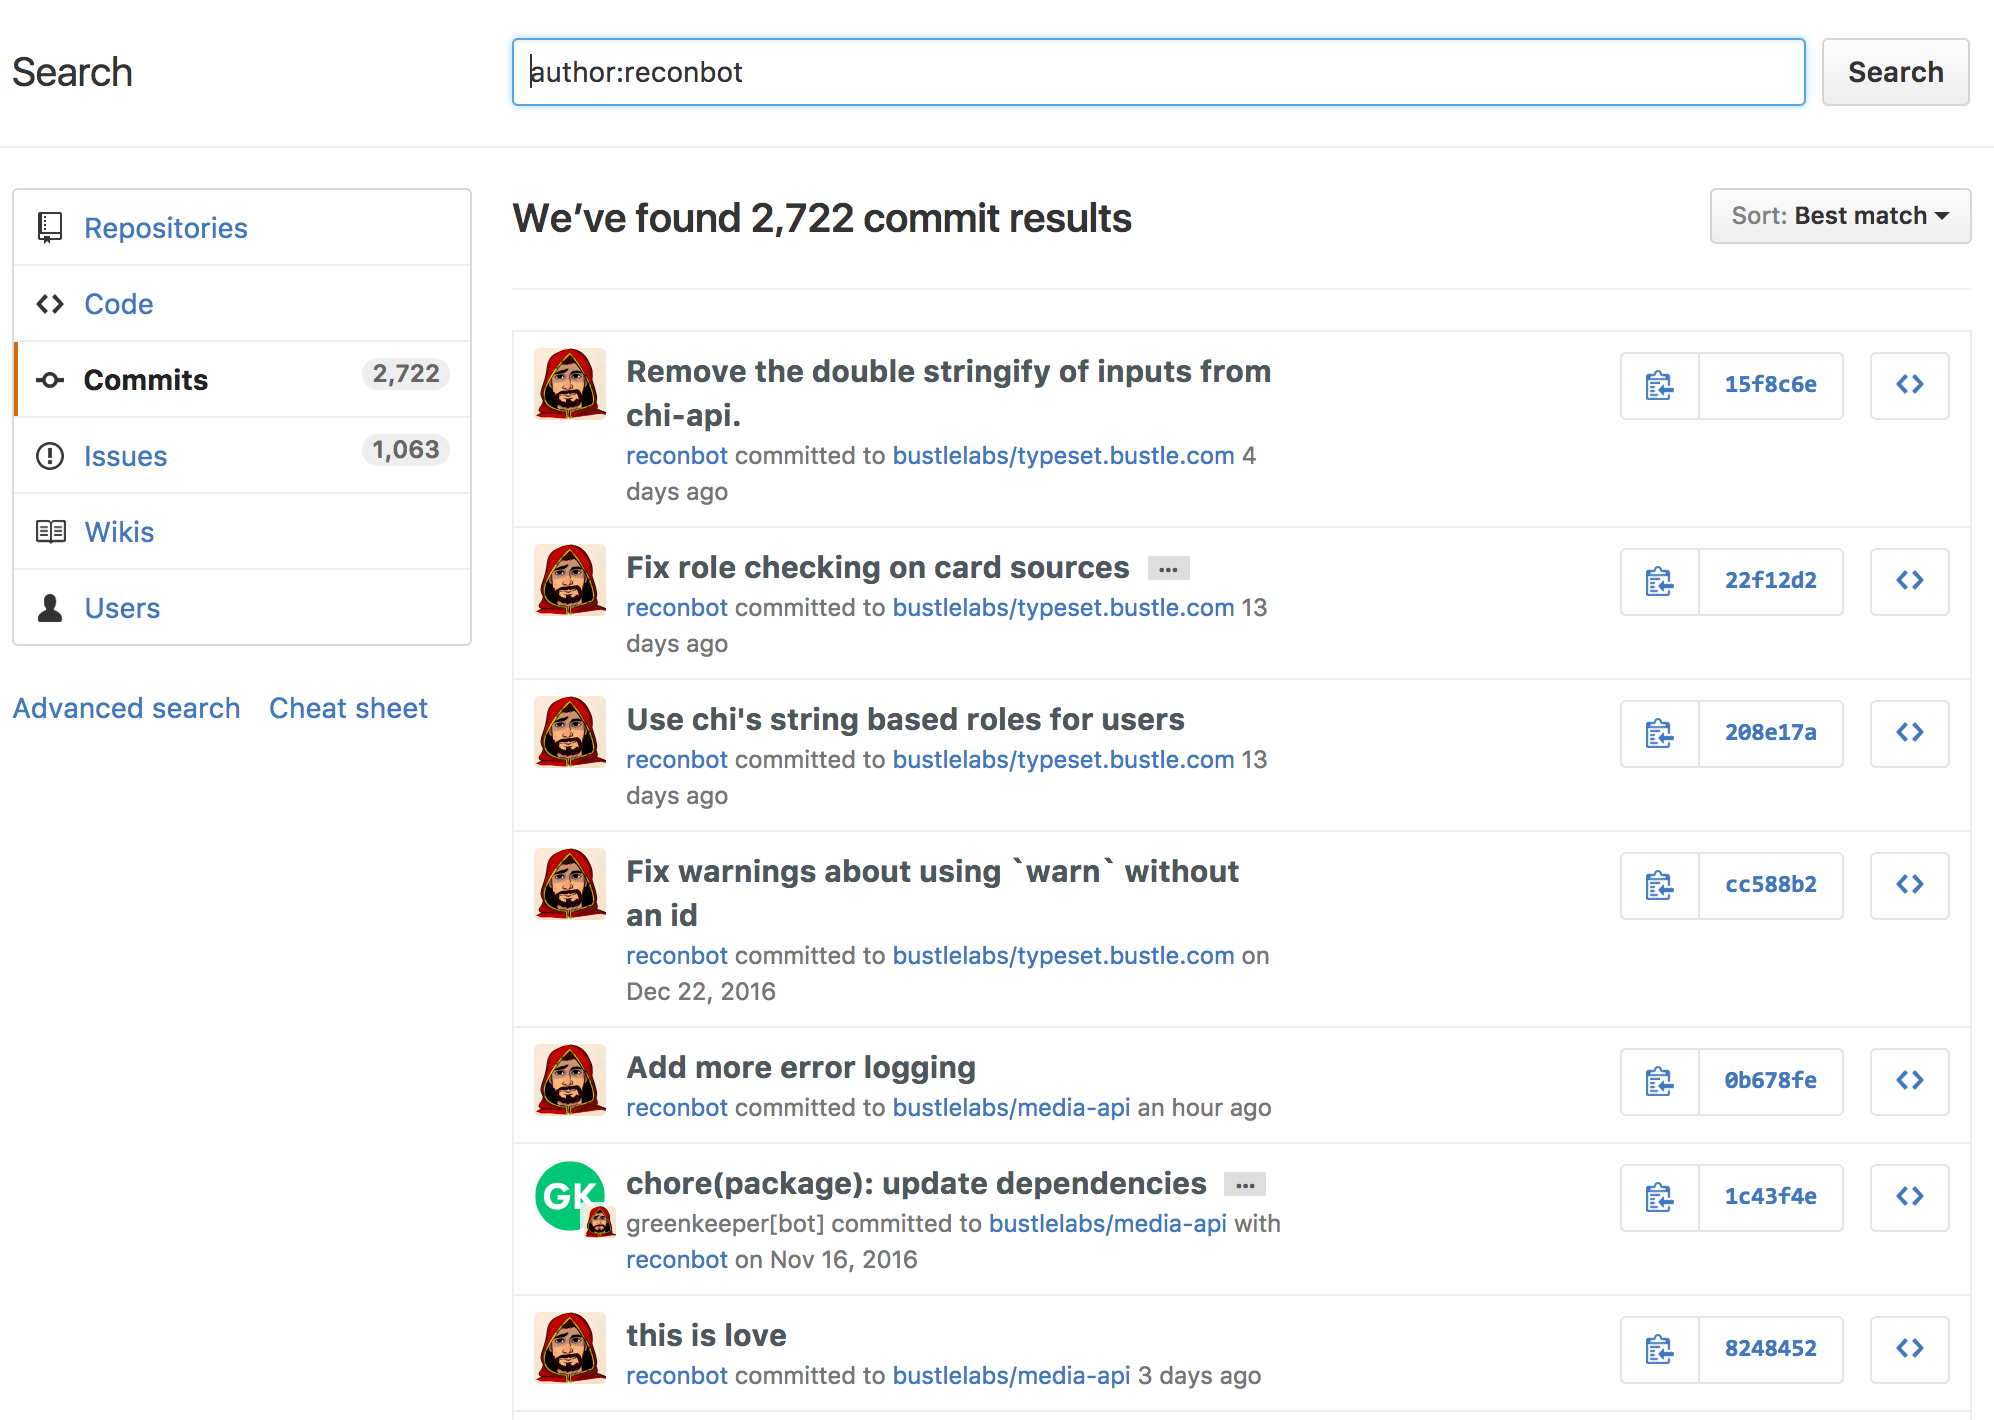 Search
author:reconbot
Search
Repositories
Code
Commits 2,722
Issues 1,063
Wikis
Users
Advanced search Cheat sheet
We’ve found 2,722 commit results
Sort: Best match
Remove the double stringify of inputs from
chi-api.
reconbot committed to bustlelabs/typeset.bustle.com 4
days ago
15f8c6e
Fix role checking on card sources …
reconbot committed to bustlelabs/typeset.bustle.com 13
days ago
22f12d2
Use chi's string based roles for users
reconbot committed to bustlelabs/typeset.bustle.com 13
days ago
208e17a
Fix warnings about using `warn` without
an id
reconbot committed to bustlelabs/typeset.bustle.com on
Dec 22, 2016
cc588b2
Add more error logging
reconbot committed to bustlelabs/media-api an hour ago
0b678fe
GK
chore(package): update dependencies …
greenkeeper[bot] committed to bustlelabs/media-api with
reconbot on Nov 16, 2016
1c43f4e
this is love
reconbot committed to bustlelabs/media-api 3 days ago
8248452